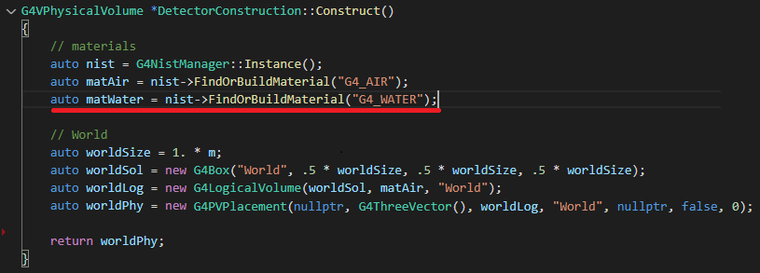 G4VPhysicalVolume *DetectorConstruction::Construct()
{
// materials
auto nist = G4NistManager::Instance();
auto matAir = nist->FindOrBuildMaterial("G4_AIR");
auto matWater = nist->FindOrBuildMaterial("G4_WATER");
// World
auto worldSize = 1. * m;
auto worldSol = new G4Box("World", .5 * worldSize, .5 * worldSize, .5 * worldSize);
auto worldLog = new G4LogicalVolume(worldSol, matAir, "World");
auto worldPhy = new G4PVPlacement(nullptr, G4ThreeVector(), worldLog, "World", nullptr, false, 0);
return worldPhy;
}